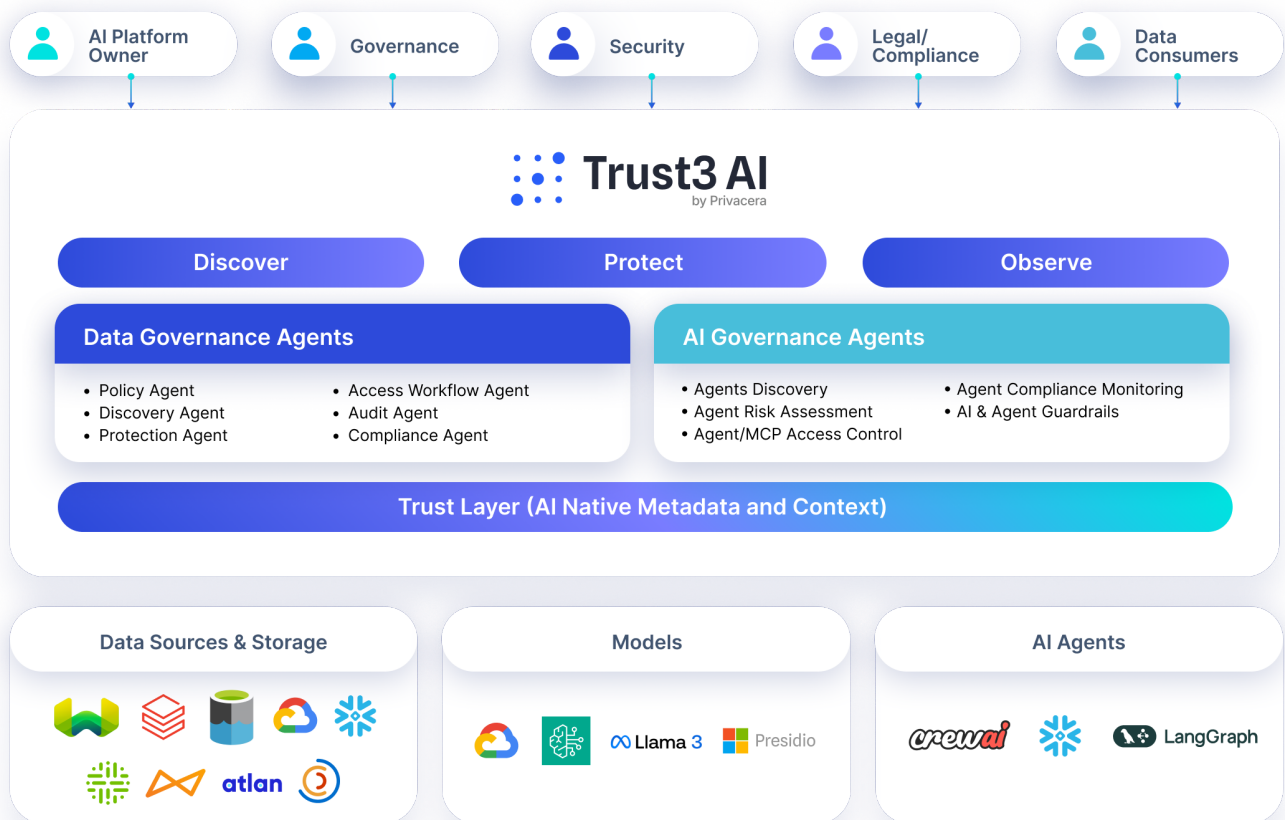 AI Platform
Owner
Governance
Security
Legal/
Compliance
Data
Consumers
Trust3 AI
by Privacera
Discover
Protect
Observe
Data Governance Agents
• Policy Agent
• Discovery Agent
• Protection Agent
• Access Workflow Agent
• Audit Agent
• Compliance Agent
AI Governance Agents
• Agents Discovery
• Agent Risk Assessment
• Agent/MCP Access Control
• Agent Compliance Monitoring
• AI & Agent Guardrails
Trust Layer (AI Native Metadata and Context)
Data Sources & Storage
atlan
Models
Llama 3
Presidio
AI Agents
crewai
LangGraph